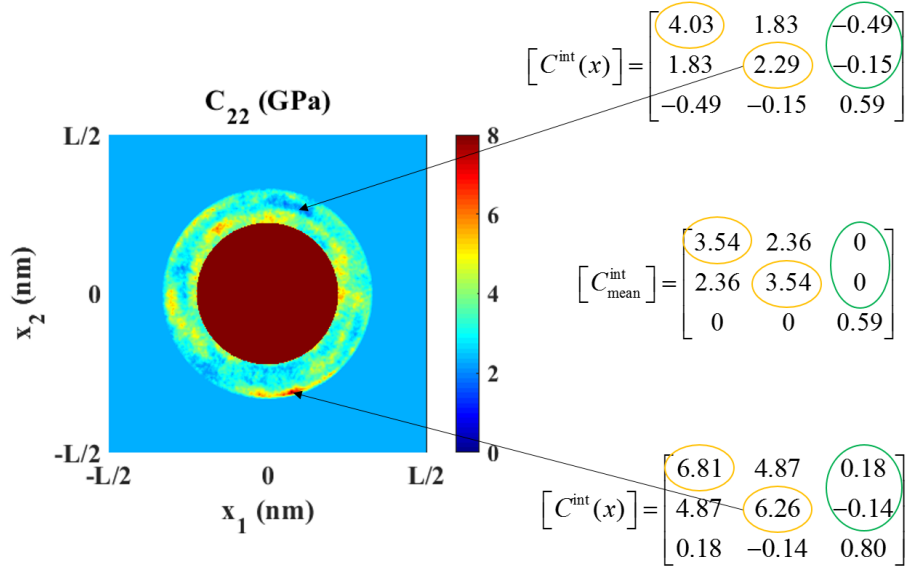 C₂₂ (GPa)
L/2
0
-L/2
x₂ (nm)
-L/2 0 L/2
x₁ (nm)
8
6
4
2
0
[C^int(x)] =
4.03 1.83 −0.49
1.83 2.29 −0.15
−0.49 −0.15 0.59
[C^int_mean] =
3.54 2.36 0
2.36 3.54 0
0 0 0.59
[C^int(x)] =
6.81 4.87 0.18
4.87 6.26 −0.14
0.18 −0.14 0.80